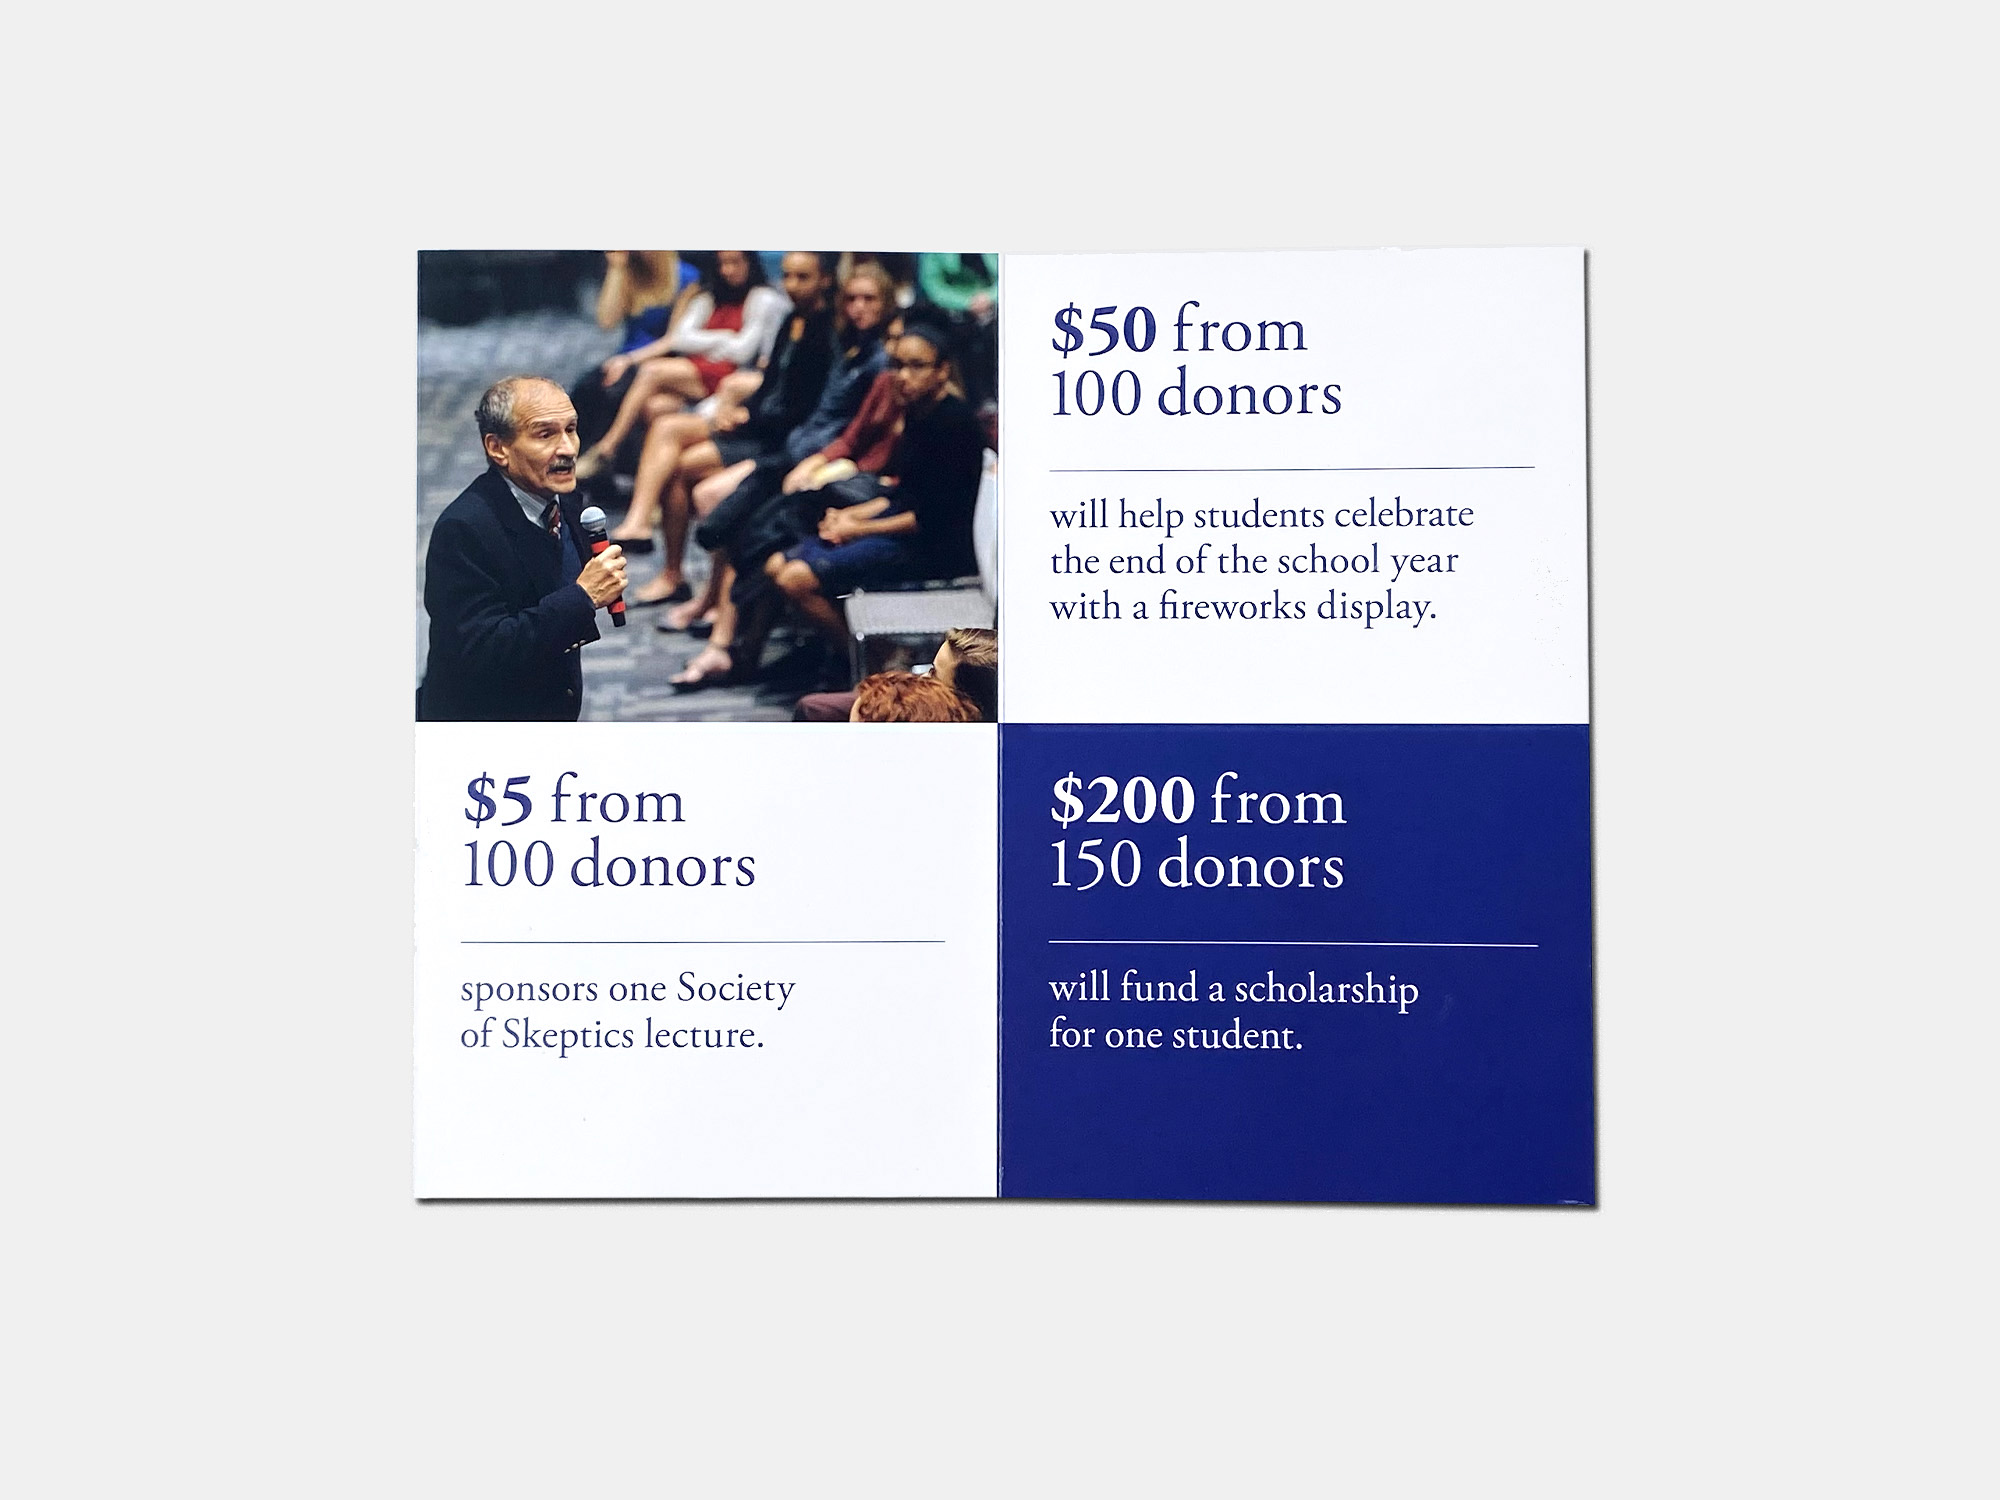 $50 from
100 donors
will help students celebrate
the end of the school year
with a fireworks display.
$5 from
100 donors
sponsors one Society
of Skeptics lecture.
$200 from
150 donors
will fund a scholarship
for one student.